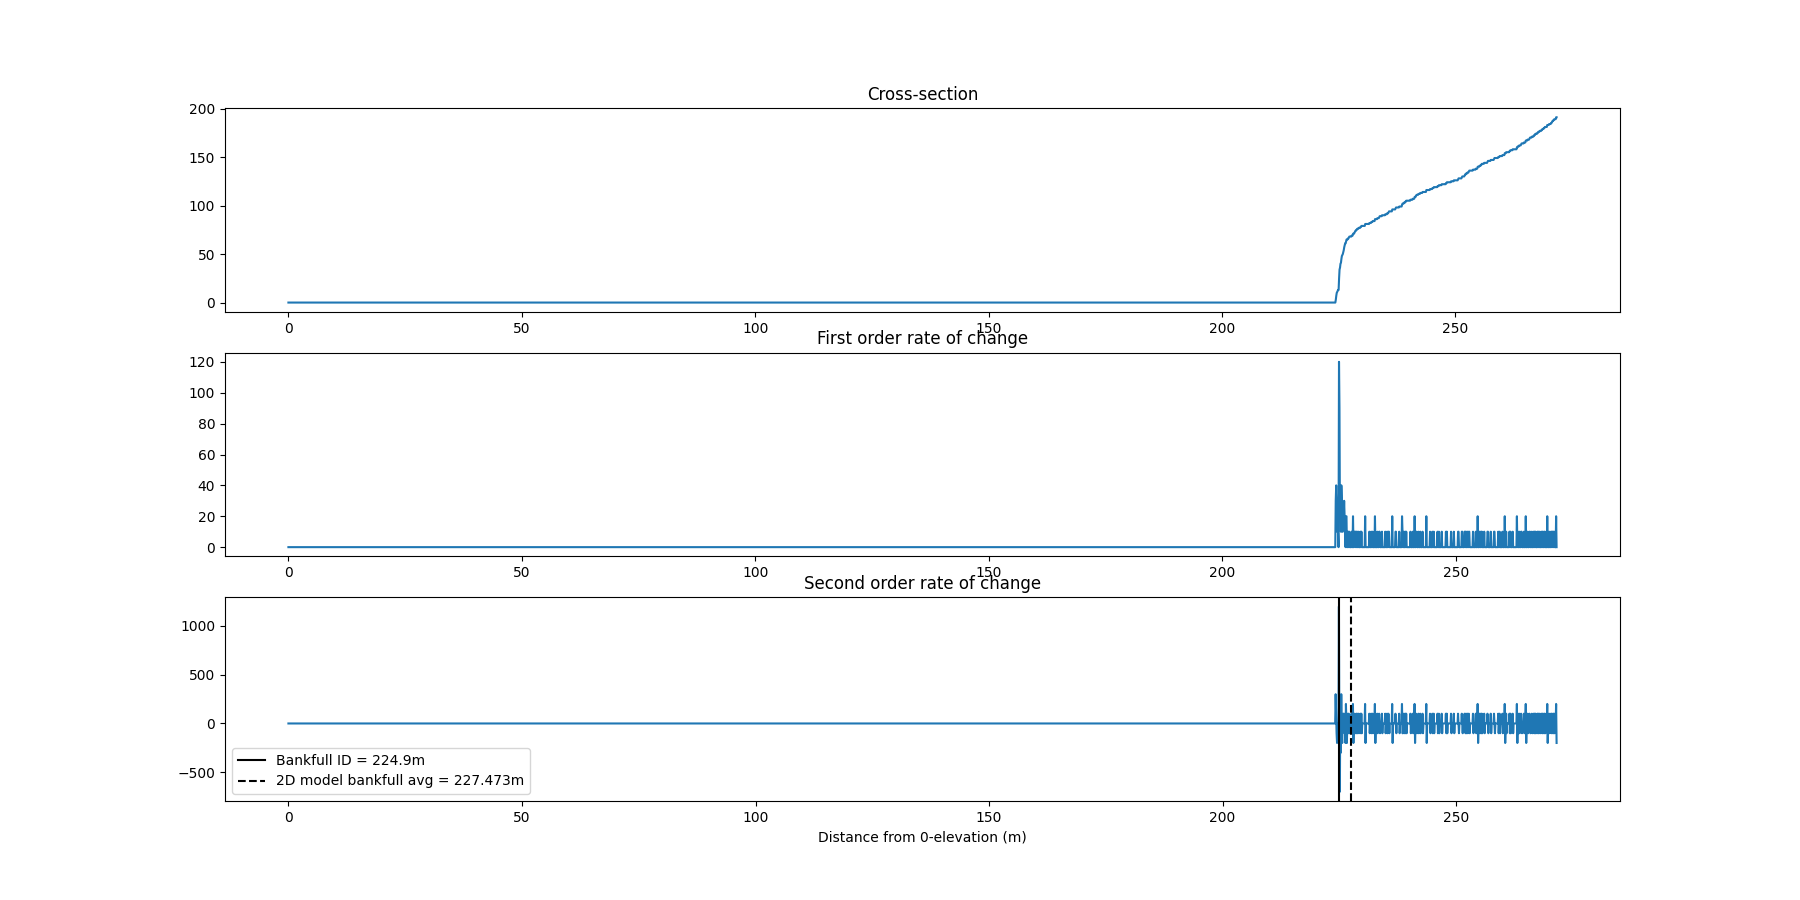 Cross-section
200
150
100
50
0
0 50 100 150 200 250
First order rate of change
120
100
80
60
40
20
0
0 50 100 150 200 250
Second order rate of change
1000
500
0
−500
Bankfull ID = 224.9m
2D model bankfull avg = 227.473m
0 50 100 150 200 250
Distance from 0-elevation (m)